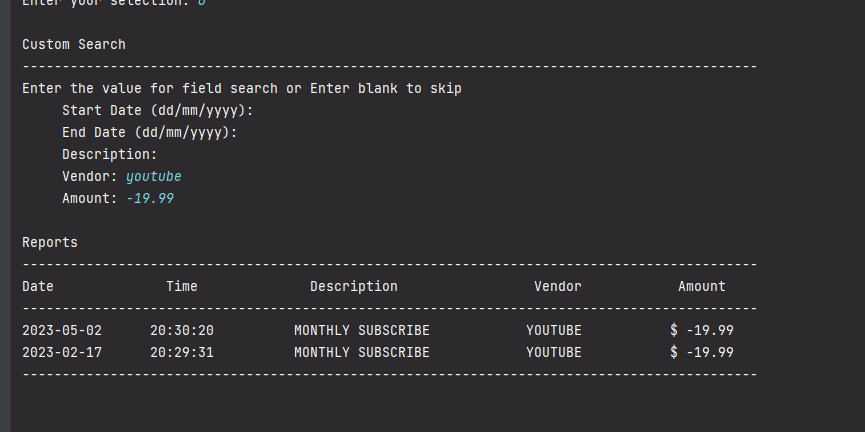 Enter your selection: 6
Custom Search
--------------------------------------------------------------------------------------------
Enter the value for field search or Enter blank to skip
Start Date (dd/mm/yyyy):
End Date (dd/mm/yyyy):
Description:
Vendor: youtube
Amount: -19.99
Reports
--------------------------------------------------------------------------------------------
Date Time Description Vendor Amount
--------------------------------------------------------------------------------------------
2023-05-02 20:30:20 MONTHLY SUBSCRIBE YOUTUBE $ -19.99
2023-02-17 20:29:31 MONTHLY SUBSCRIBE YOUTUBE $ -19.99
--------------------------------------------------------------------------------------------